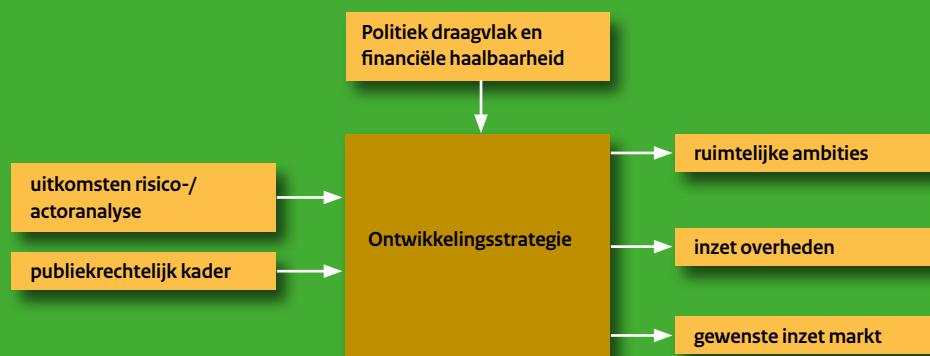 Politiek draagvlak en
financiële haalbaarheid
uitkomsten risico-/
actoranalyse
publiekrechtelijk kader
Ontwikkelingsstrategie
ruimtelijke ambities
inzet overheden
gewenste inzet markt